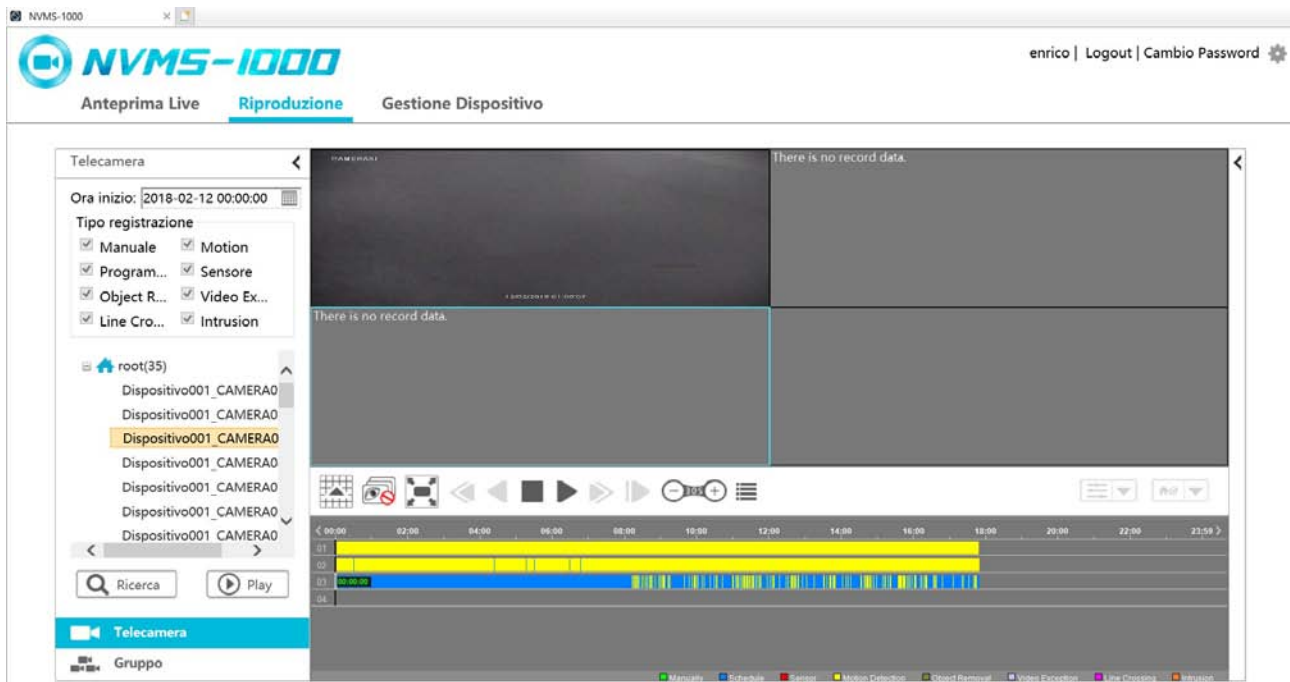 NVMS-1000
NVMS-1000
enrico | Logout | Cambio Password
Anteprima Live Riproduzione Gestione Dispositivo
Telecamera
Ora inizio: 2018-02-12 00:00:00
Tipo registrazione
Manuale Motion
Program... Sensore
Object R... Video Ex...
Line Cro... Intrusion
root(35)
Dispositivo001_CAMERA0
Dispositivo001_CAMERA0
Dispositivo001_CAMERA0
Dispositivo001_CAMERA0
Dispositivo001_CAMERA0
Dispositivo001_CAMERA0
Dispositivo001_CAMERA0
Ricerca Play
Telecamera
Gruppo
There is no record data.
There is no record data.
30S
00:00 02:00 04:00 06:00 08:00 10:00 12:00 14:00 16:00 18:00 20:00 22:00 23:59
01
02
03 00:00:00
04
Manually Schedule Sensor Motion Detection Object Removal Video Exception Line Crossing Intrusion